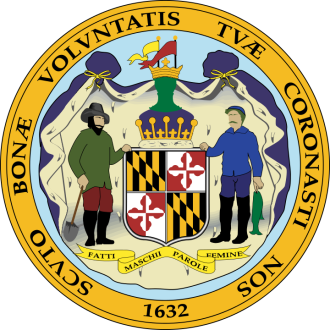 SCVTO BONÆ VOLVNTATIS TVÆ CORONASTI NOS
FATTI MASCHII PAROLE FEMINE
1632